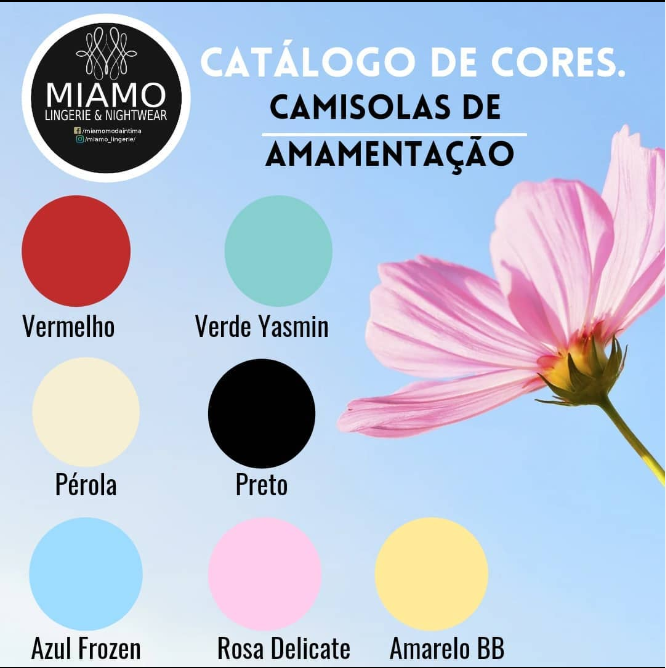 MIAMO
LINGERIE & NIGHTWEAR
/miamomodaintima
/miamo_lingerie/
CATÁLOGO DE CORES.
CAMISOLAS DE
AMAMENTAÇÃO
Vermelho
Verde Yasmin
Pérola
Preto
Azul Frozen
Rosa Delicate
Amarelo BB